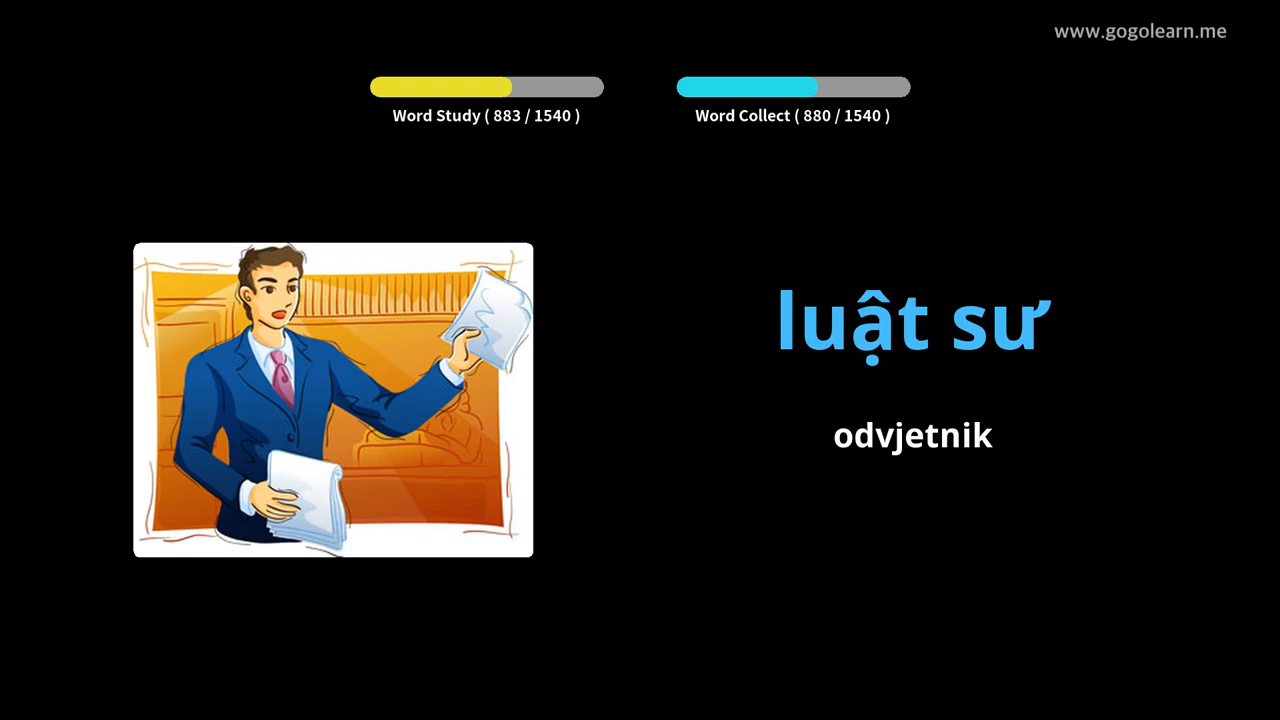 www.gogolearn.me
Word Study ( 883 / 1540 )
Word Collect ( 880 / 1540 )
luật sư
odvjetnik